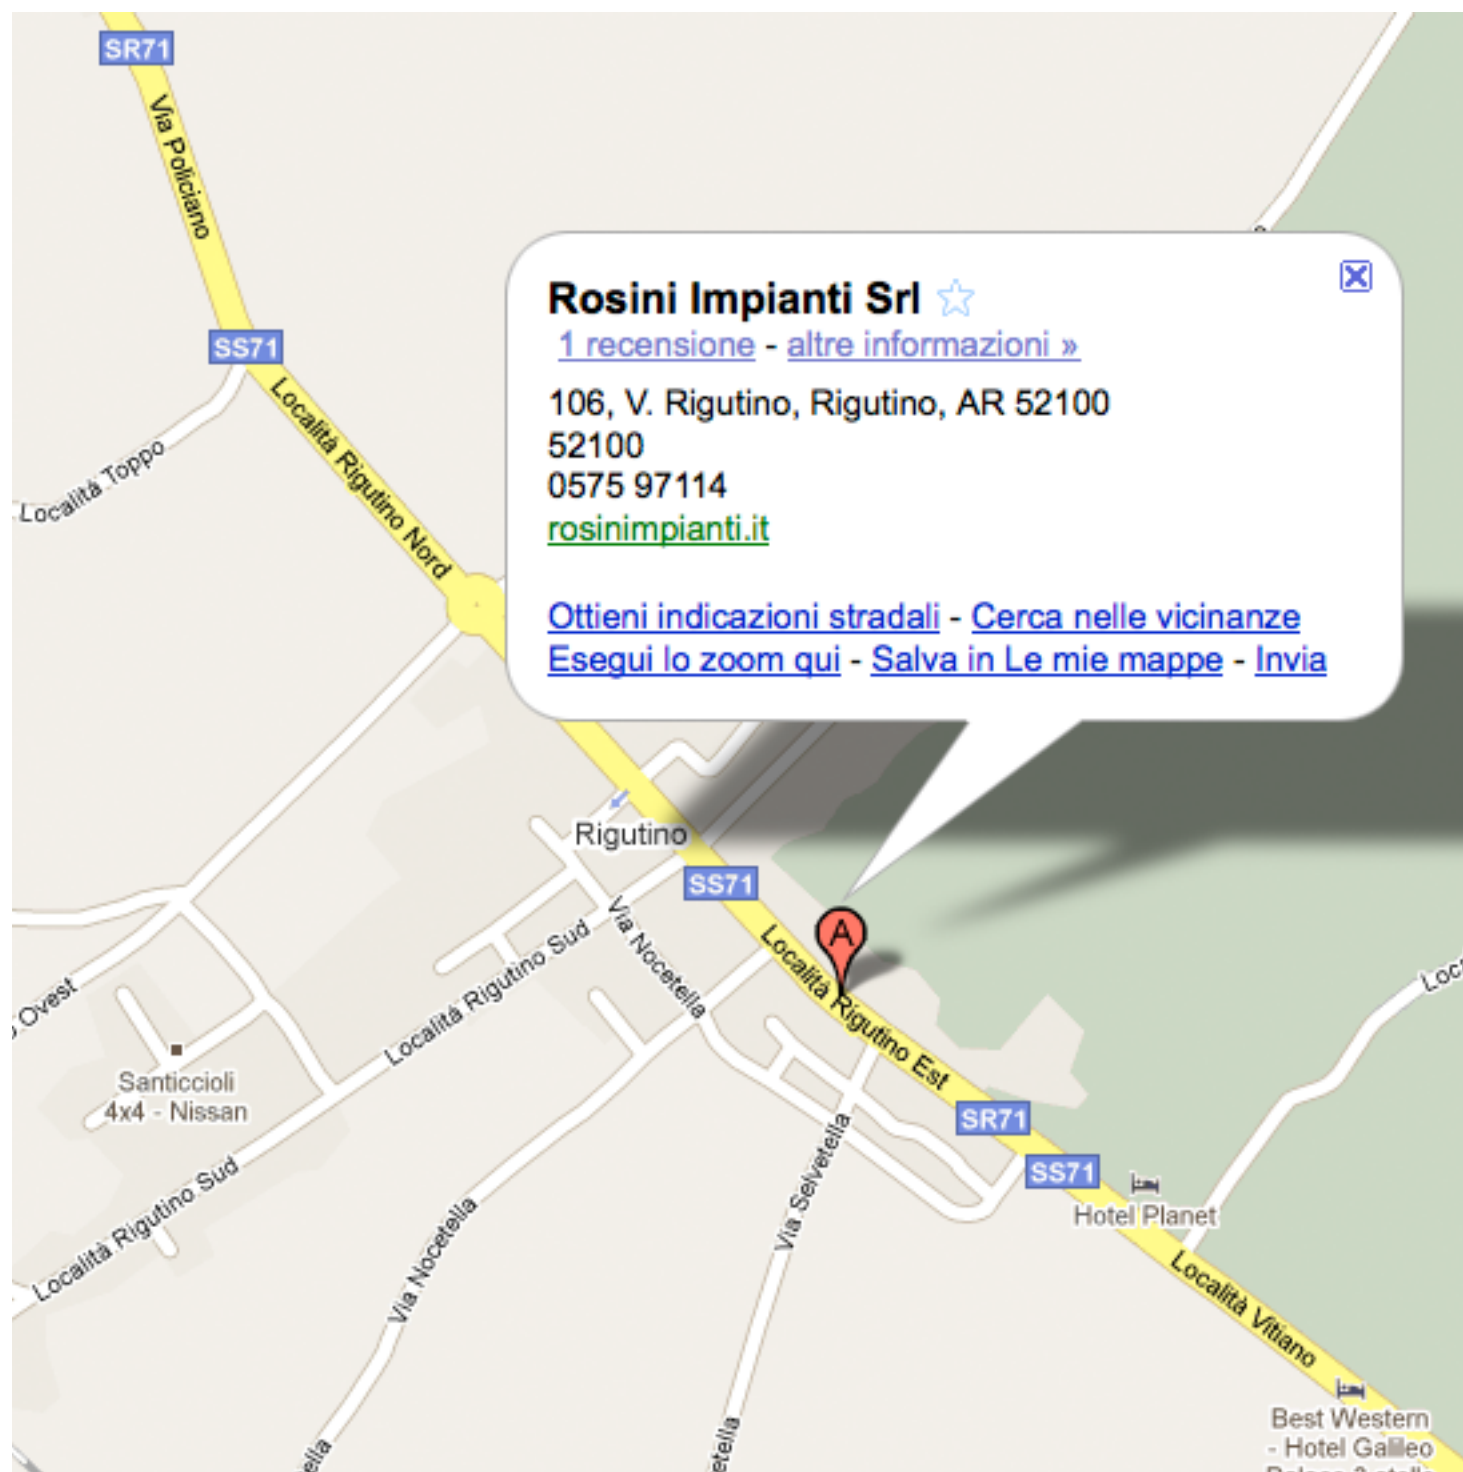 SR71
Via Policiano
SS71
Località Toppo
Località Rigutino Nord
Rosini Impianti Srl
1 recensione - altre informazioni »
106, V. Rigutino, Rigutino, AR 52100
52100
0575 97114
rosinimpianti.it
Ottieni indicazioni stradali - Cerca nelle vicinanze
Esegui lo zoom qui - Salva in Le mie mappe - Invia
Rigutino
SS71
A
Località Rigutino Est
Via Nocetella
Località Rigutino Sud
Ovest
Santiccioli
4x4 - Nissan
SR71
SS71
Hotel Planet
Via Selvetella
Località Rigutino Sud
Via Nocetella
Località Vitiano
Best Western
- Hotel Galileo